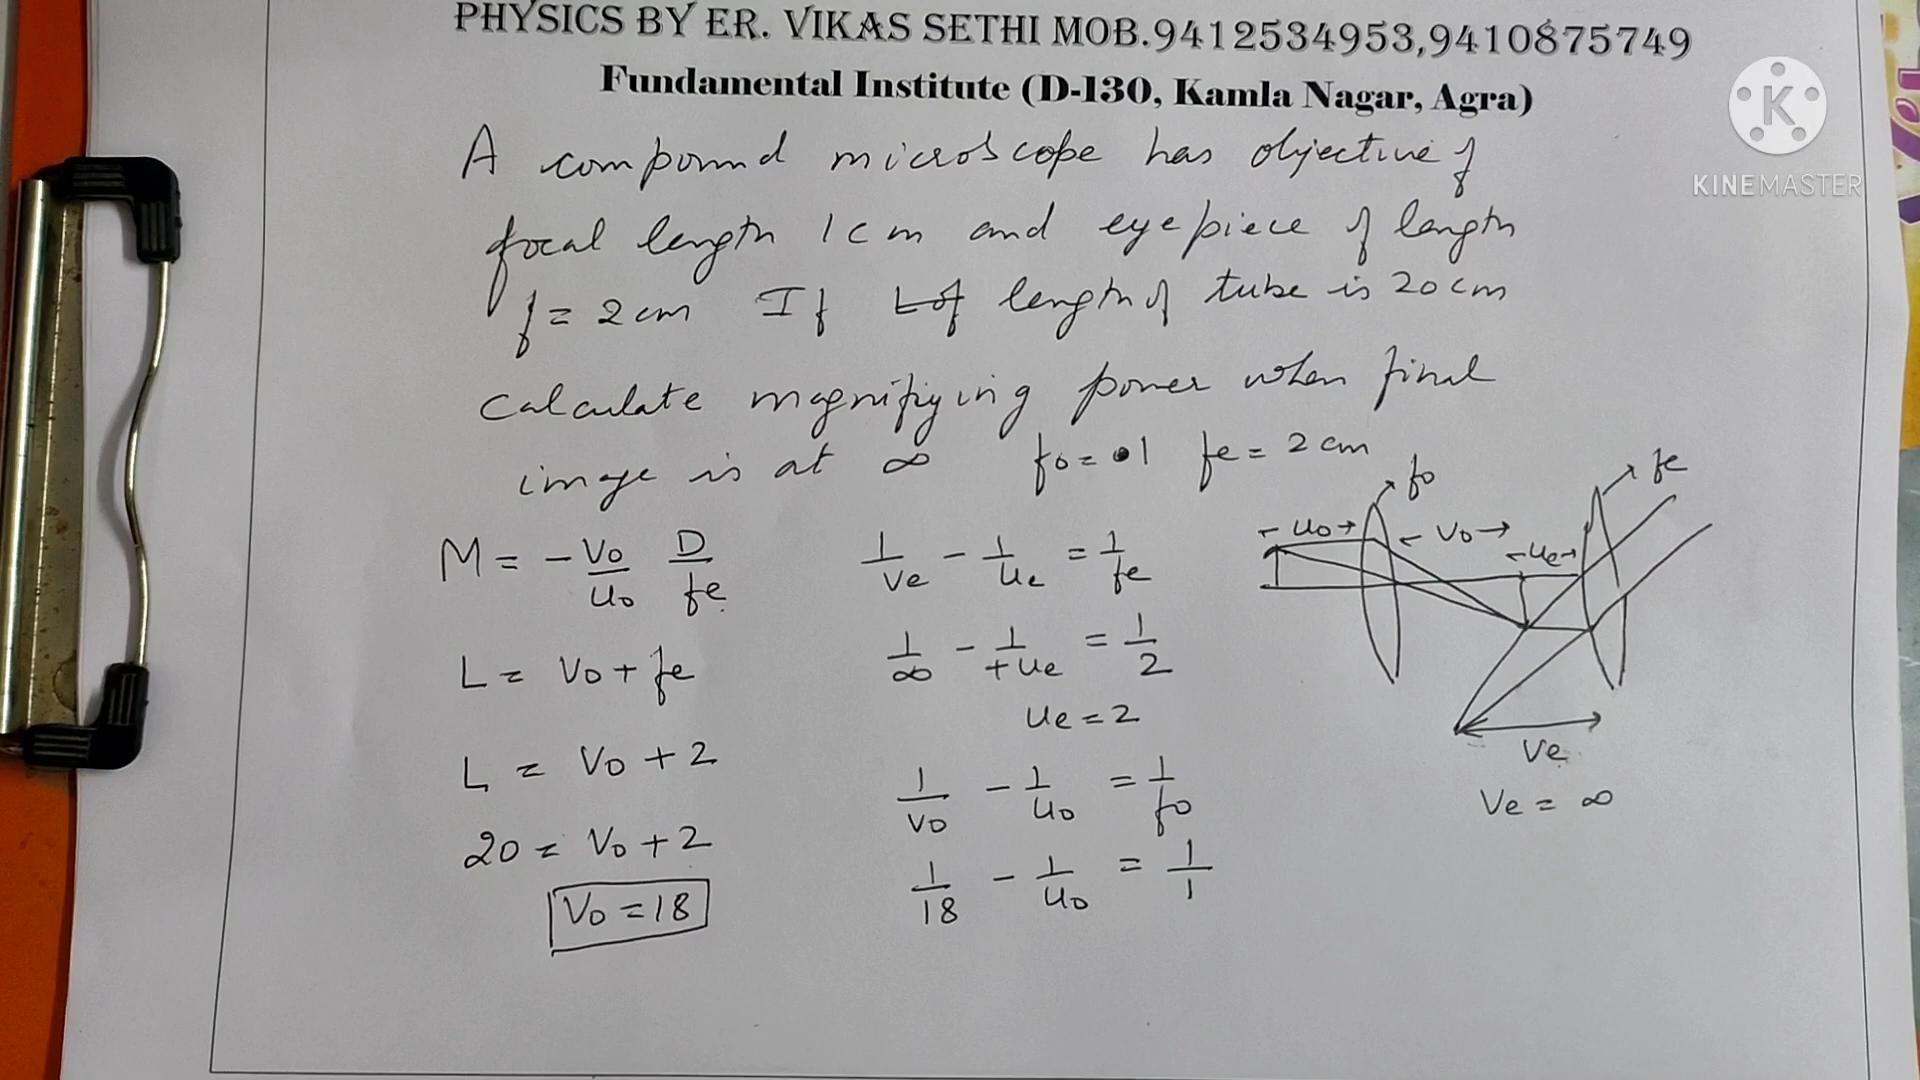 PHYSICS BY ER. VIKAS SETHI MOB.9412534953,9410875749
Fundamental Institute (D-130, Kamla Nagar, Agra)
K
KINEMASTER
A compound microscope has objective of
focal length 1cm and eyepiece of length
f = 2cm If L of length of tube is 20cm
Calculate magnifying power when final
image is at ∞ fo = 1 fe = 2cm
M = - Vo/uo D/fe
L = Vo + fe
L = Vo + 2
20 = Vo + 2
Vo = 18
1/Ve - 1/ue = 1/fe
1/∞ - 1/+ue = 1/2
ue = 2
1/vo - 1/uo = 1/fo
1/18 - 1/uo = 1/1
fo
fe
← uo →
← Vo →
← ue →
Ve
Ve = ∞